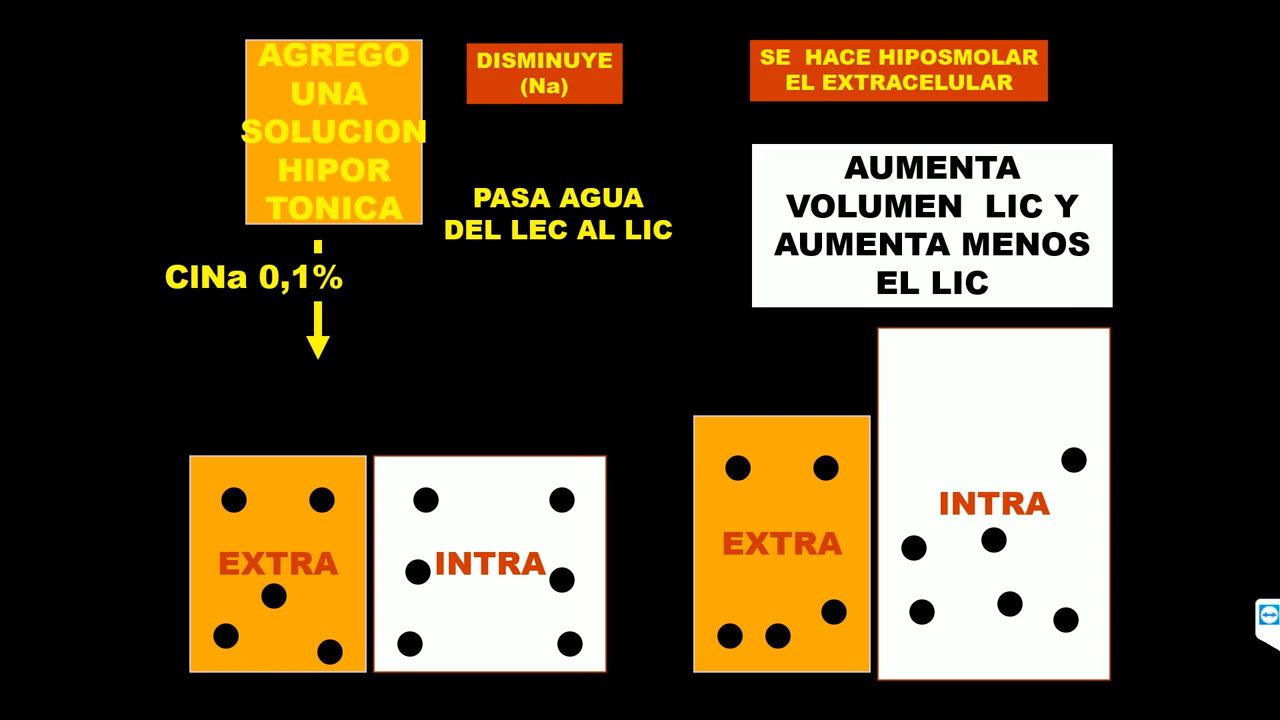 AGREGO
UNA
SOLUCION
HIPOR
TONICA
DISMINUYE
(Na)
SE HACE HIPOSMOLAR
EL EXTRACELULAR
PASA AGUA
DEL LEC AL LIC
AUMENTA
VOLUMEN LIC Y
AUMENTA MENOS
EL LIC
ClNa 0,1%
EXTRA
INTRA
EXTRA
INTRA